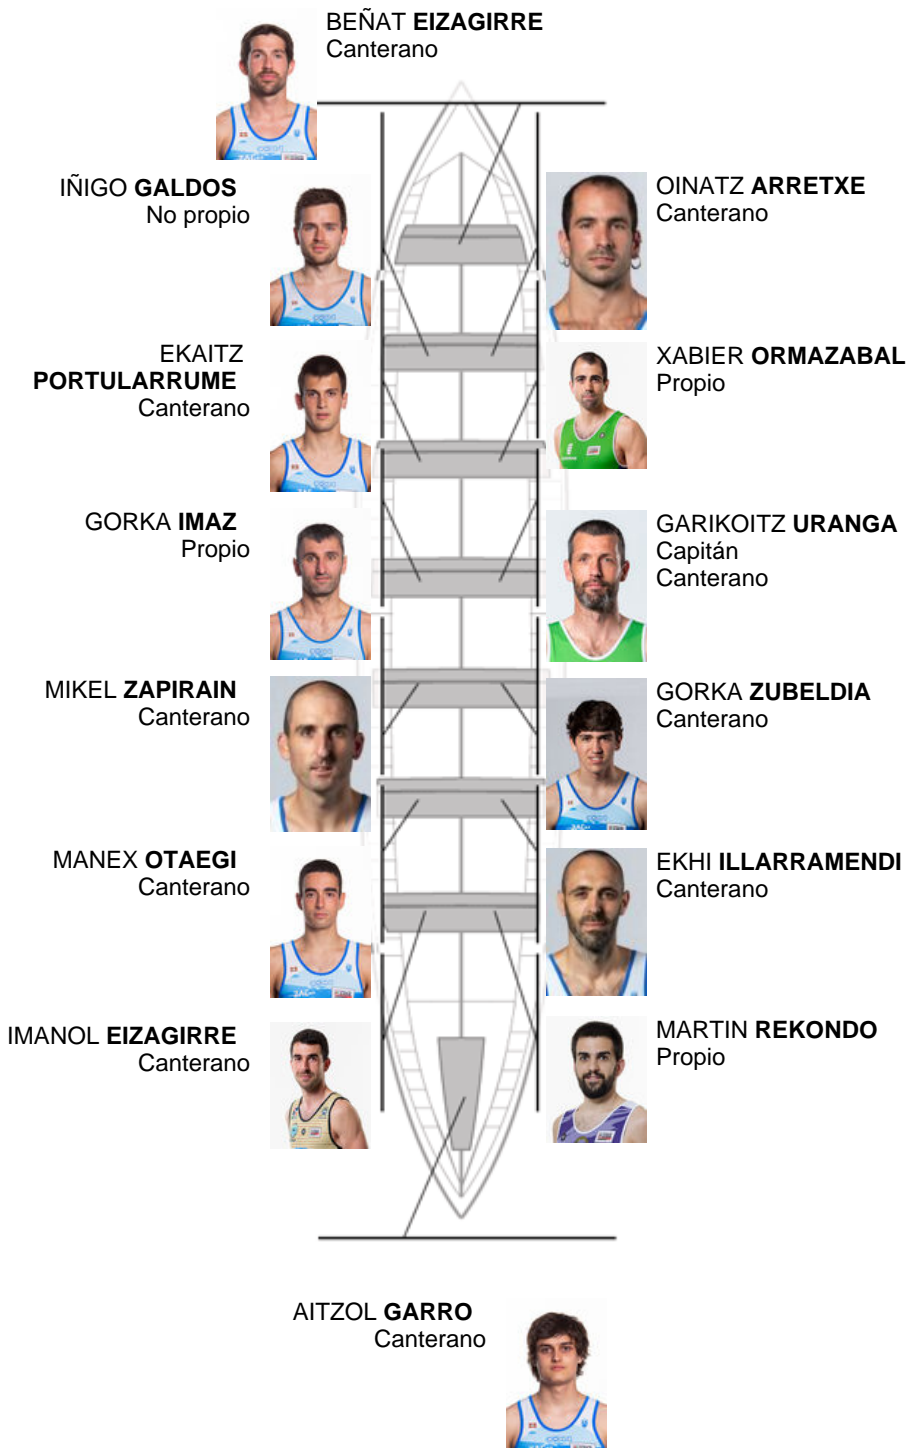 BEÑAT EIZAGIRRE
Canterano
IÑIGO GALDOS
No propio
OINATZ ARRETXE
Canterano
EKAITZ
PORTULARRUME
Canterano
XABIER ORMAZABAL
Propio
GORKA IMAZ
Propio
GARIKOITZ URANGA
Capitán
Canterano
MIKEL ZAPIRAIN
Canterano
GORKA ZUBELDIA
Canterano
MANEX OTAEGI
Canterano
EKHI ILLARRAMENDI
Canterano
IMANOL EIZAGIRRE
Canterano
MARTIN REKONDO
Propio
AITZOL GARRO
Canterano